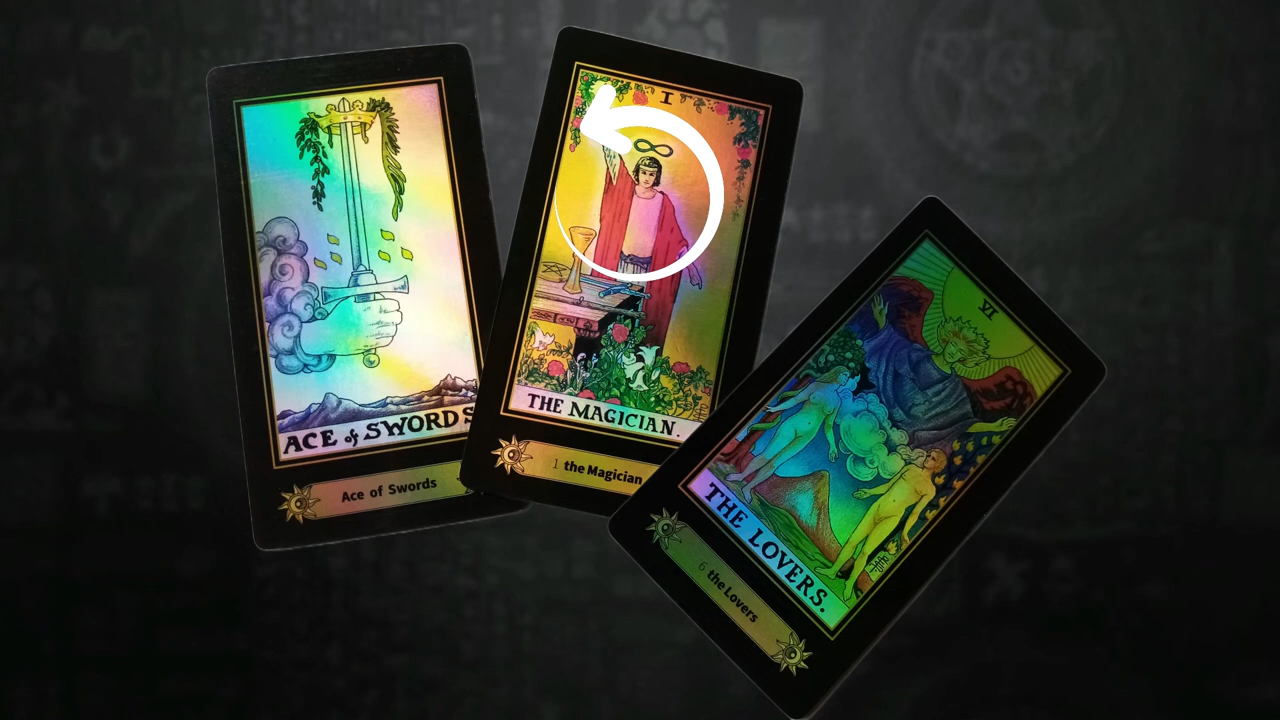 ACE of SWORDS
Ace of Swords
I
THE MAGICIAN.
1 the Magician
VI
THE LOVERS.
6 the Lovers